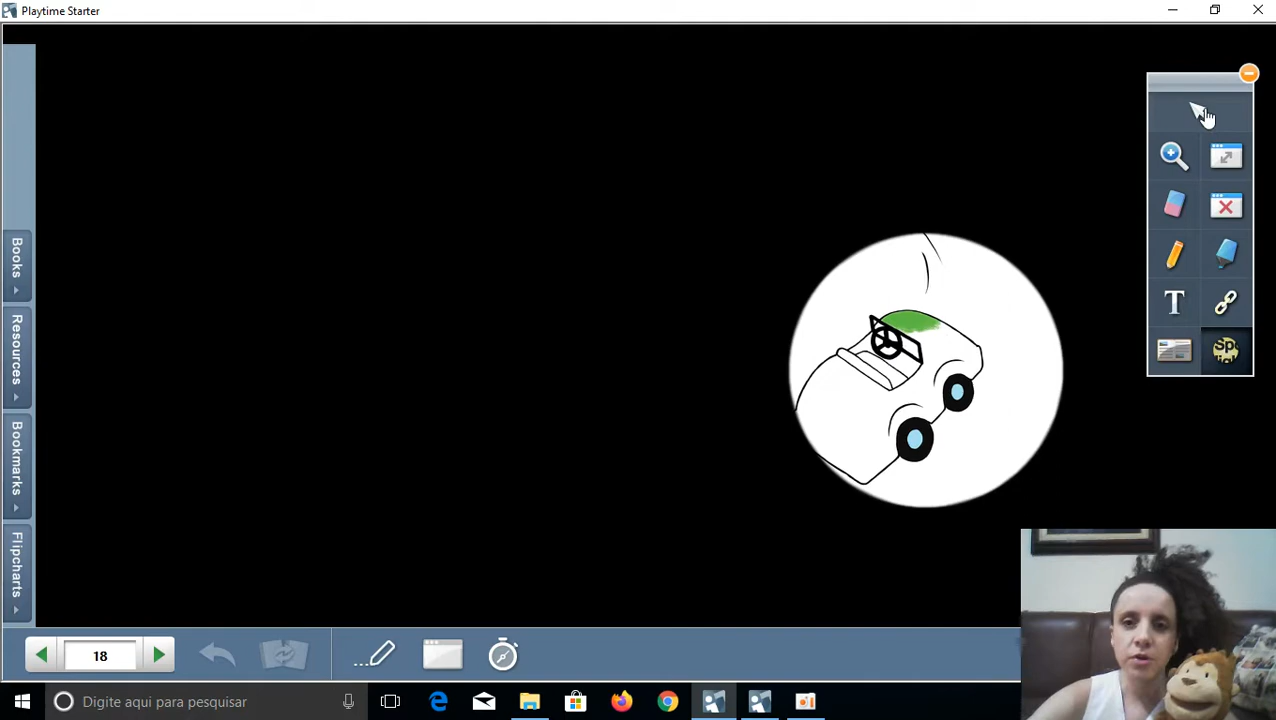 Playtime Starter
Books
Resources
Bookmarks
Flipcharts
T
18
Digite aqui para pesquisar